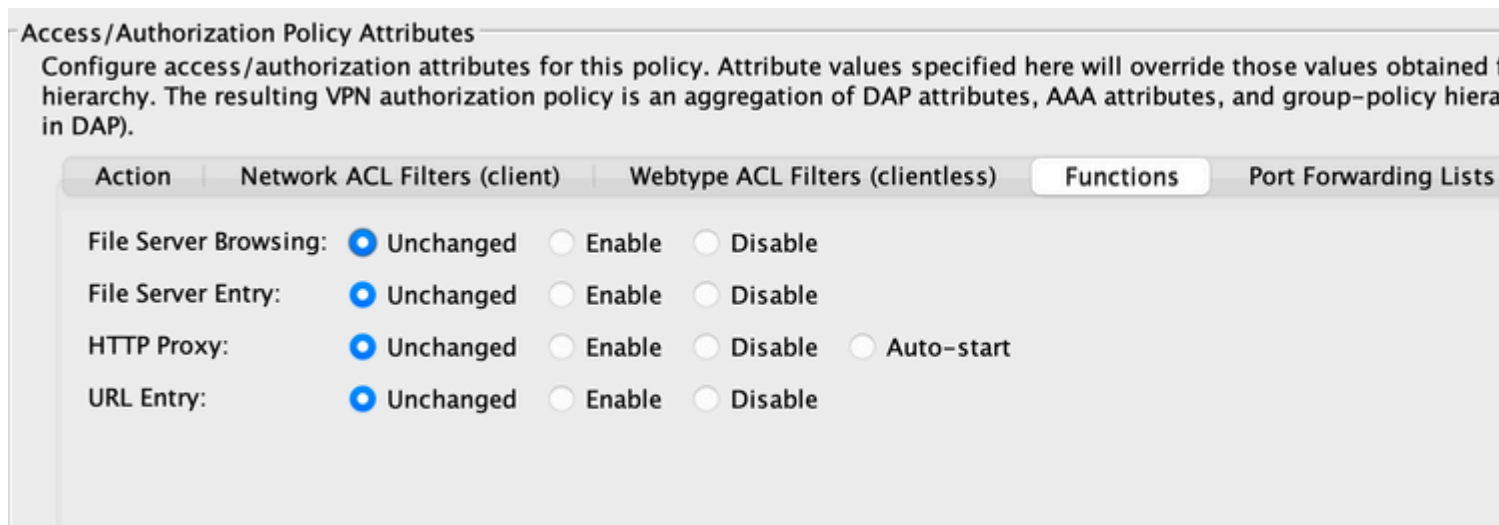 Access/Authorization Policy Attributes
Configure access/authorization attributes for this policy. Attribute values specified here will override those values obtained
hierarchy. The resulting VPN authorization policy is an aggregation of DAP attributes, AAA attributes, and group-policy hiera
in DAP).
Action Network ACL Filters (client) Webtype ACL Filters (clientless) Functions Port Forwarding Lists
File Server Browsing: Unchanged Enable Disable
File Server Entry: Unchanged Enable Disable
HTTP Proxy: Unchanged Enable Disable Auto-start
URL Entry: Unchanged Enable Disable